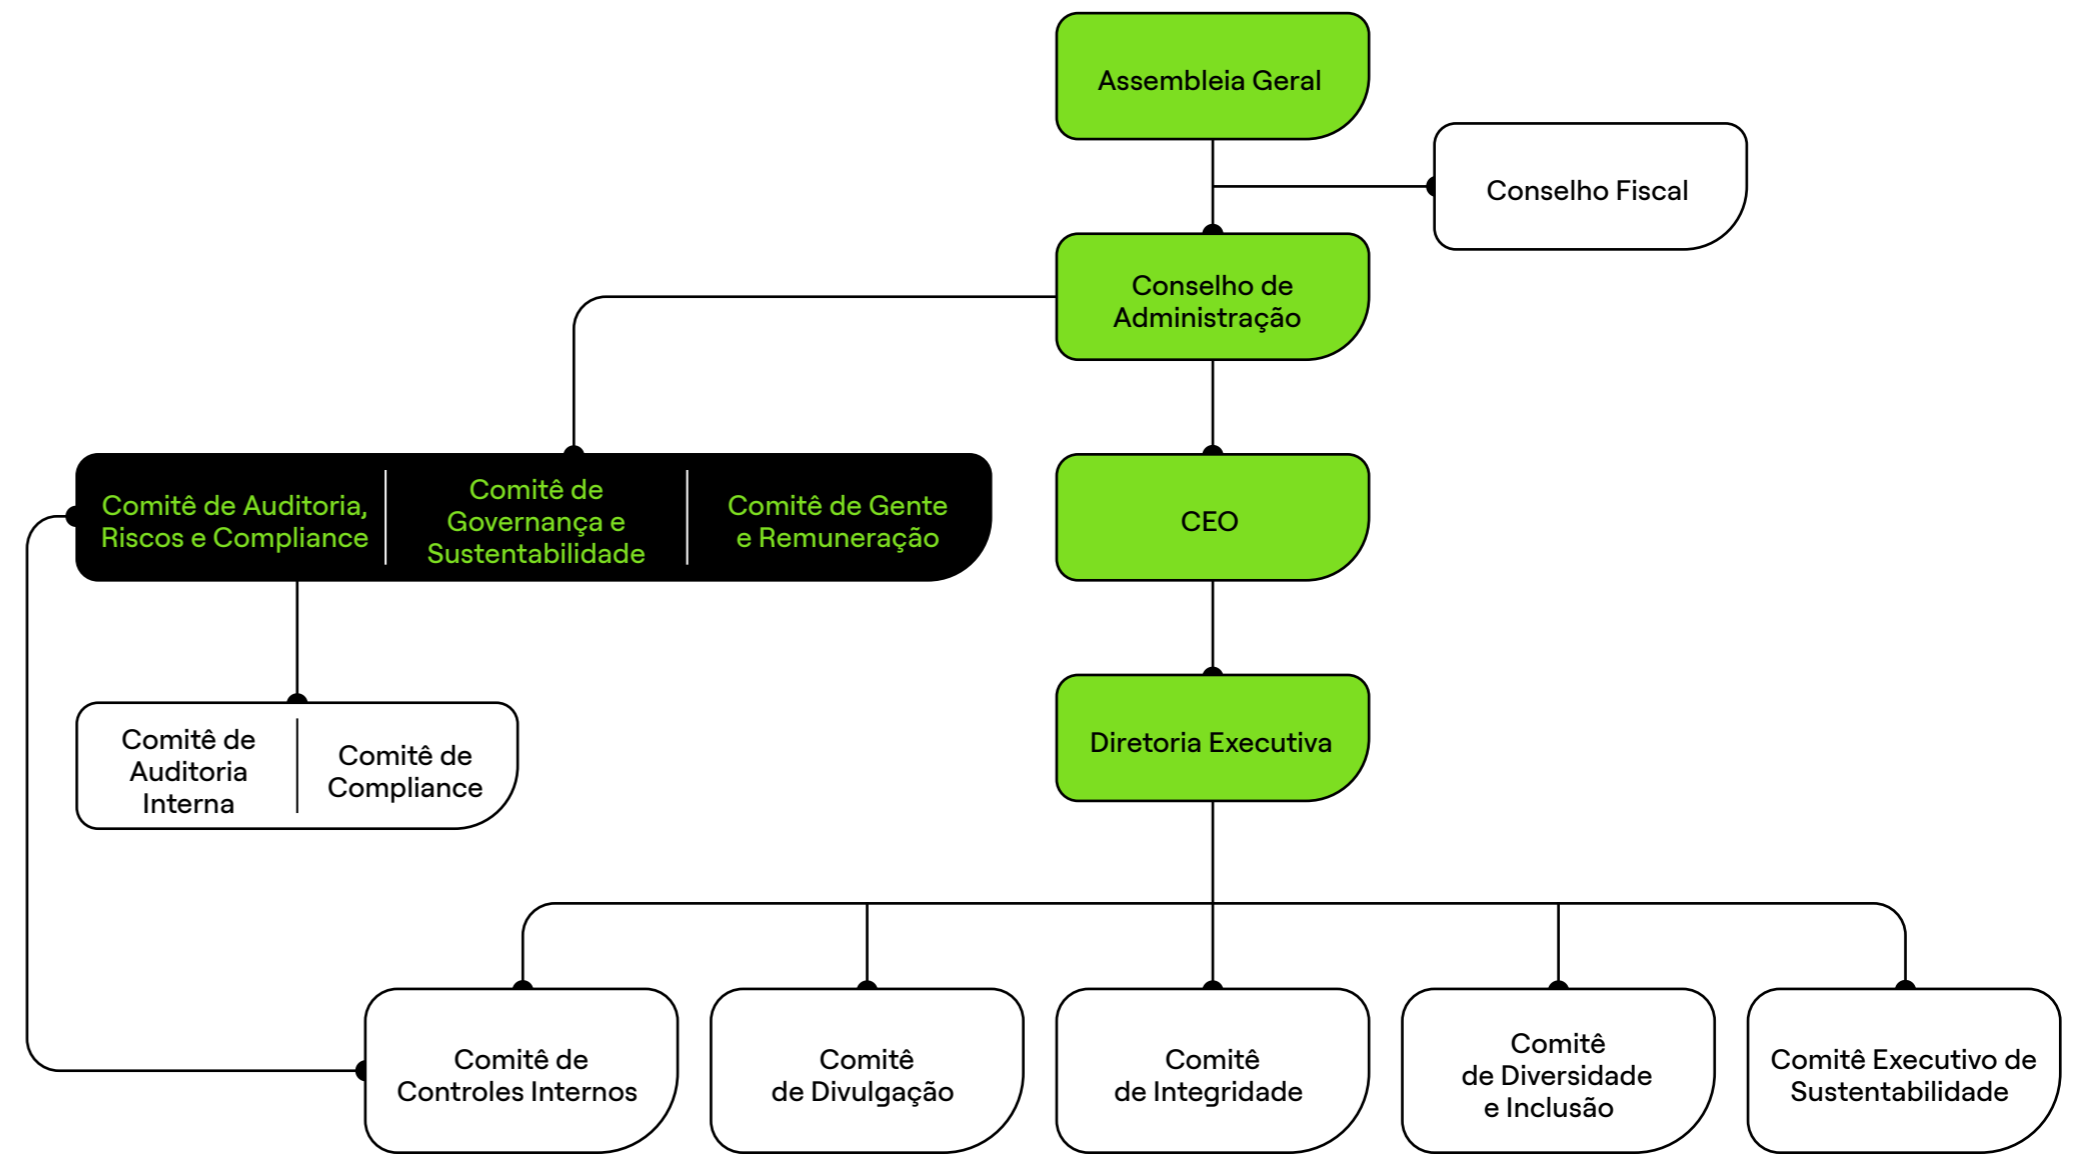 Assembleia Geral
Conselho Fiscal
Conselho de
Administração
Comitê de Auditoria,
Riscos e Compliance
Comitê de
Governança e
Sustentabilidade
Comitê de Gente
e Remuneração
CEO
Diretoria Executiva
Comitê de
Auditoria
Interna
Comitê de
Compliance
Comitê de
Controles Internos
Comitê
de Divulgação
Comitê
de Integridade
Comitê
de Diversidade
e Inclusão
Comitê Executivo de
Sustentabilidade